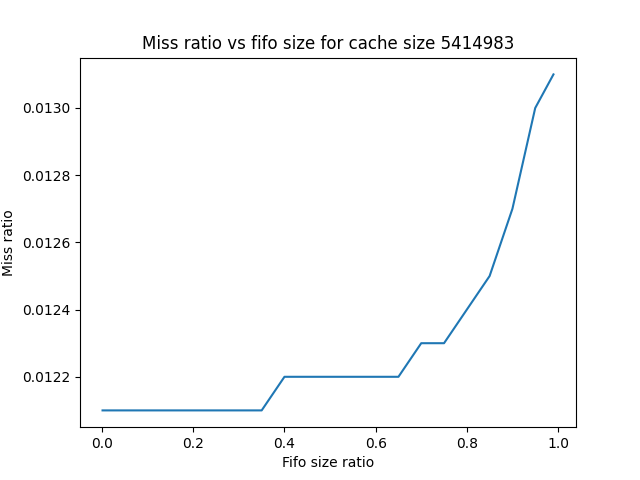 Miss ratio vs fifo size for cache size 5414983
0.0130
0.0128
0.0126
0.0124
0.0122
Miss ratio
0.0 0.2 0.4 0.6 0.8 1.0
Fifo size ratio